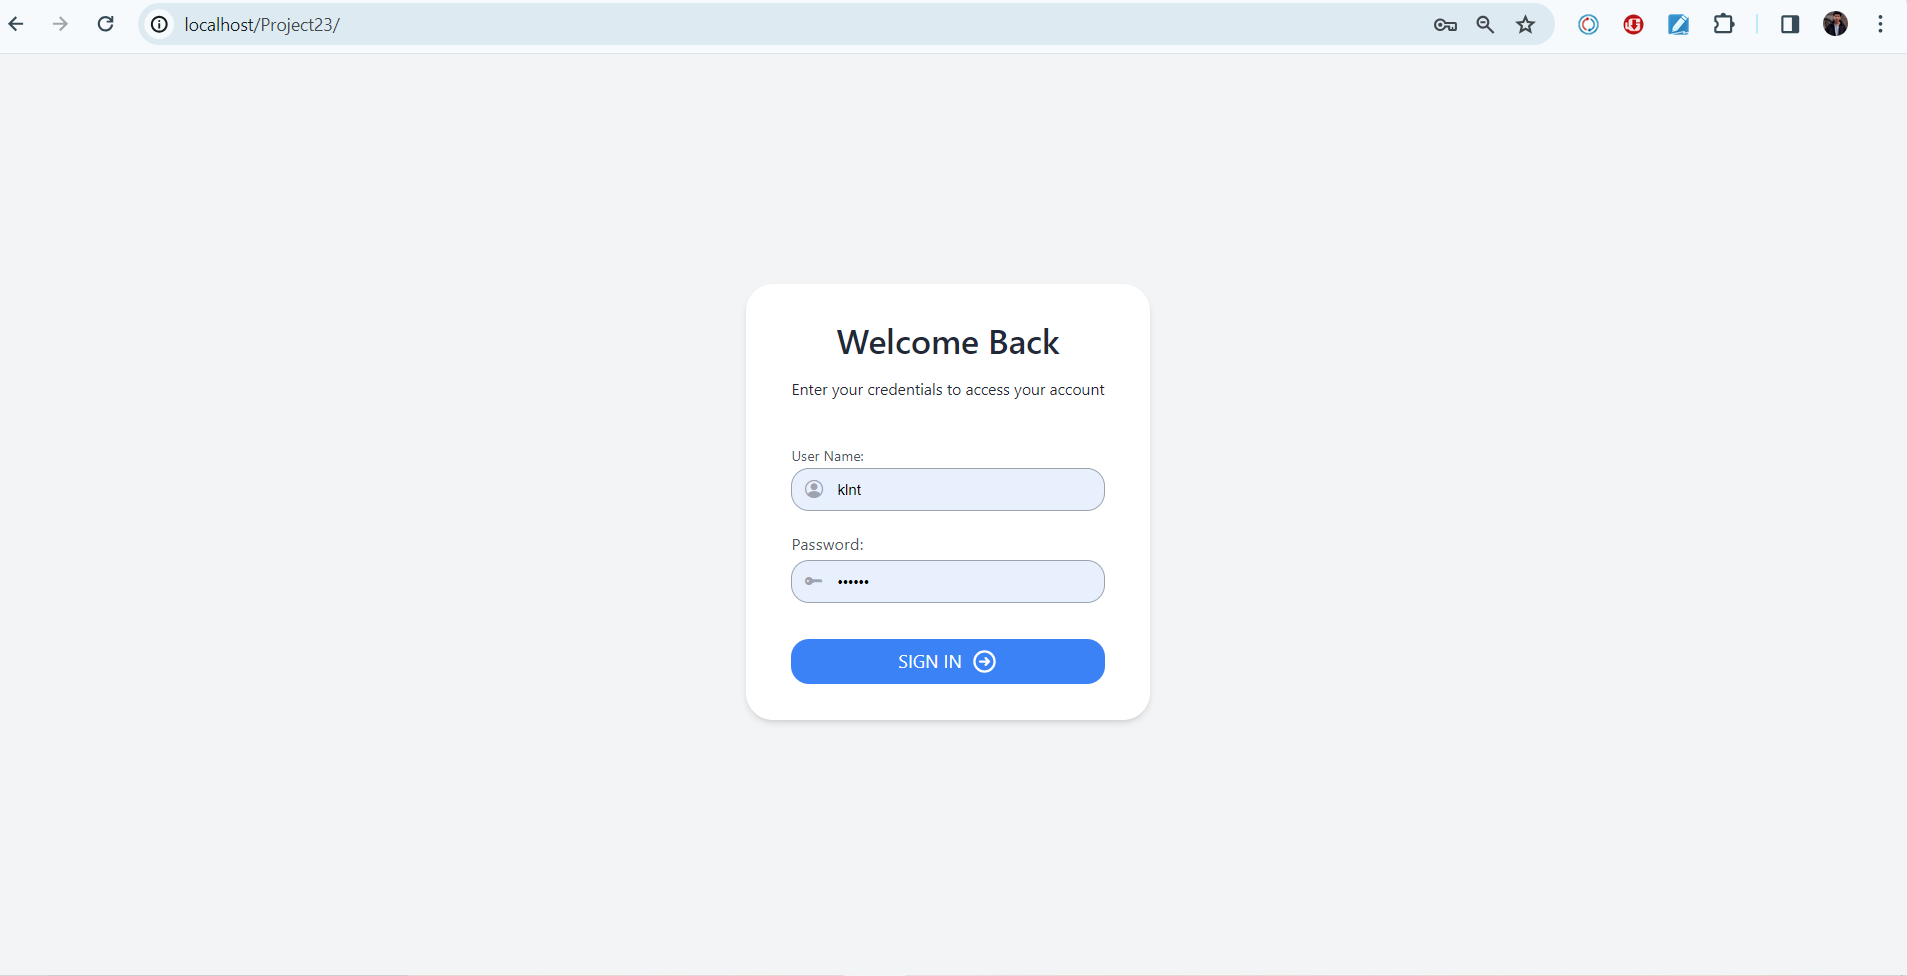 localhost/Project23/
Welcome Back
Enter your credentials to access your account
User Name:
klnt
Password:
••••••
SIGN IN